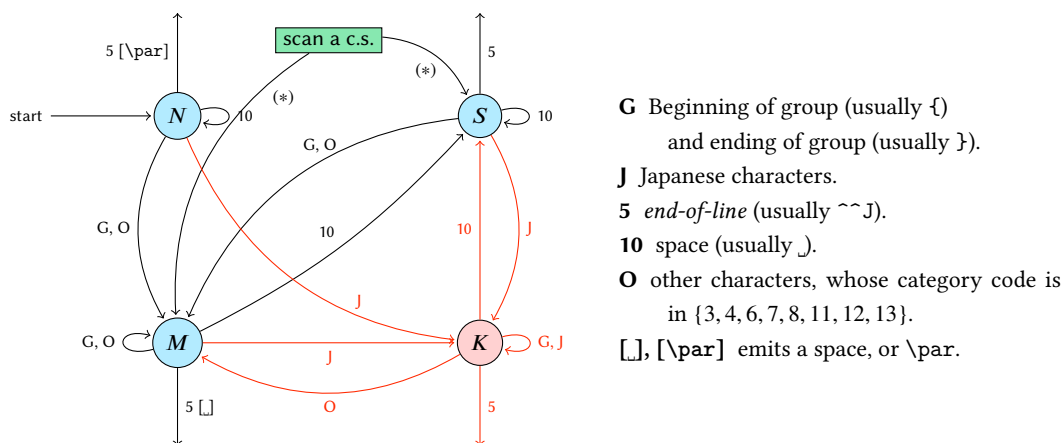 scan a c.s.
5 [\par]
5
(∗)
(∗)
start
N
10
S
10
G, O
G, O
10
10
J
J
G, O
M
J
K
G, J
O
5 [␣]
5
G Beginning of group (usually {)
and ending of group (usually }).
J Japanese characters.
5 end-of-line (usually ^^J).
10 space (usually ␣).
O other characters, whose category code is
in {3, 4, 6, 7, 8, 11, 12, 13}.
[␣], [\par] emits a space, or \par.